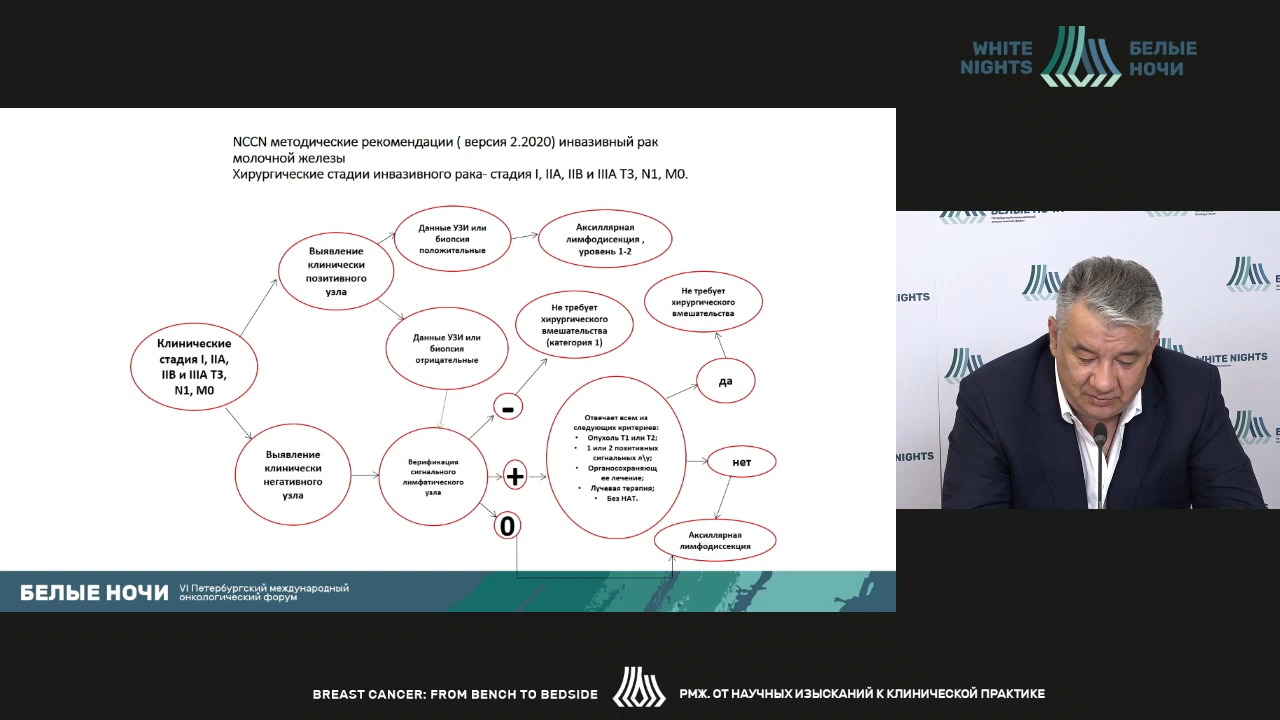 WHITE
NIGHTS
БЕЛЫЕ
НОЧИ
NCCN методические рекомендации ( версия 2.2020) инвазивный рак
молочной железы
Хирургические стадии инвазивного рака- стадия I, IIA, IIB и IIIA T3, N1, M0.
Данные УЗИ или
биопсия
положительные
Аксиллярная
лимфодисекция ,
уровень 1-2
Выявление
клинически
позитивного
узла
Не требует
хирургического
вмешательства
Не требует
хирургического
вмешательства
(категория 1)
Данные УЗИ или
биопсия
отрицательные
Клинические
стадия I, IIA,
IIB и IIIA T3,
N1, M0
да
-
Отвечает всем из
следующих критериев:
• Опухоль Т1 или Т2;
• 1 или 2 позитивных
сигнальных л\у;
• Органосохраняющ
ее лечение;
• Лучевая терапия;
• Без НАТ.
Выявление
клинически
негативного
узла
Верификация
сигнального
лимфатического
узла
+
нет
0
Аксиллярная
лимфодиссекция
БЕЛЫЕ НОЧИ
VI Петербургский международный
онкологический форум
NIGHTS
WHITE NIGHTS
NIGHTS
BREAST CANCER: FROM BENCH TO BEDSIDE
РМЖ. ОТ НАУЧНЫХ ИЗЫСКАНИЙ К КЛИНИЧЕСКОЙ ПРАКТИКЕ